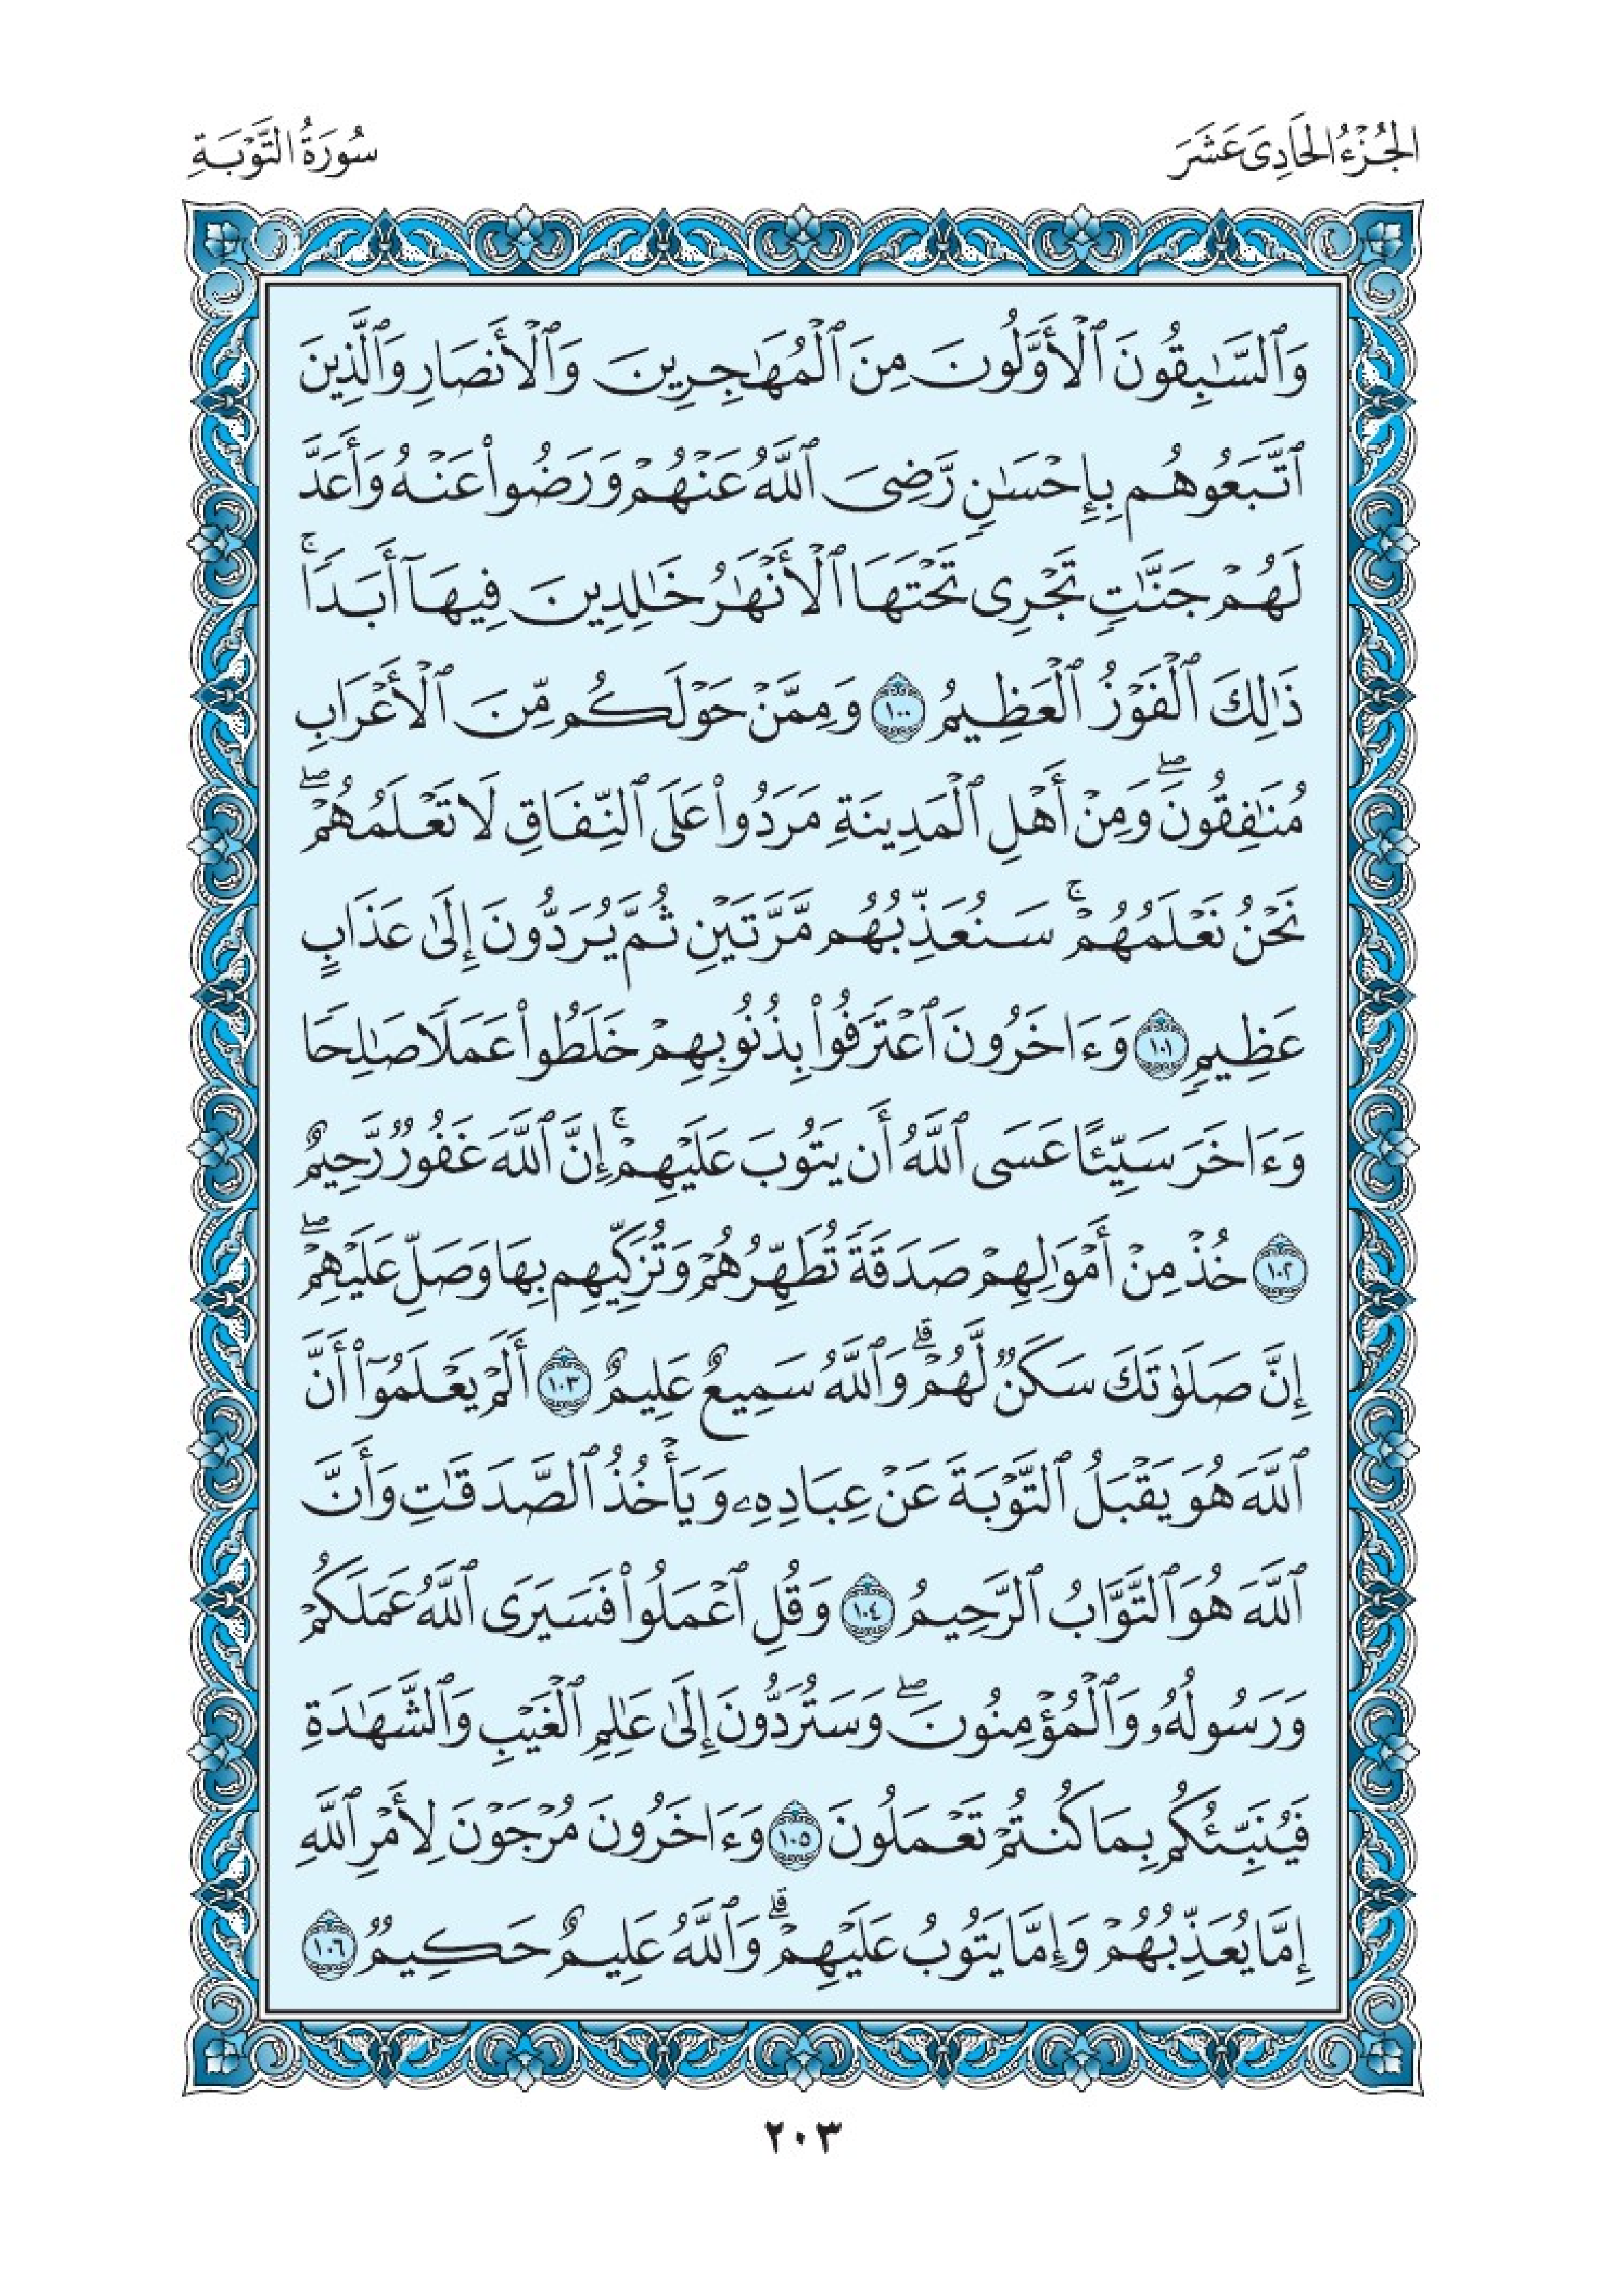 الجُزْءُ الحَادِي عَشَرَ
سُورَةُ التَّوْبَةِ
وَٱلسَّٰبِقُونَ ٱلْأَوَّلُونَ مِنَ ٱلْمُهَٰجِرِينَ وَٱلْأَنصَارِ وَٱلَّذِينَ
ٱتَّبَعُوهُم بِإِحْسَٰنٍ رَّضِىَ ٱللَّهُ عَنْهُمْ وَرَضُوا۟ عَنْهُ وَأَعَدَّ
لَهُمْ جَنَّٰتٍ تَجْرِى تَحْتَهَا ٱلْأَنْهَٰرُ خَٰلِدِينَ فِيهَآ أَبَدًا ۚ
ذَٰلِكَ ٱلْفَوْزُ ٱلْعَظِيمُ ١٠٠ وَمِمَّنْ حَوْلَكُم مِّنَ ٱلْأَعْرَابِ
مُنَٰفِقُونَ ۖ وَمِنْ أَهْلِ ٱلْمَدِينَةِ مَرَدُوا۟ عَلَى ٱلنِّفَاقِ لَا تَعْلَمُهُمْ ۖ
نَحْنُ نَعْلَمُهُمْ ۚ سَنُعَذِّبُهُم مَّرَّتَيْنِ ثُمَّ يُرَدُّونَ إِلَىٰ عَذَابٍ
عَظِيمٍ ١٠١ وَءَاخَرُونَ ٱعْتَرَفُوا۟ بِذُنُوبِهِمْ خَلَطُوا۟ عَمَلًا صَٰلِحًا
وَءَاخَرَ سَيِّئًا عَسَى ٱللَّهُ أَن يَتُوبَ عَلَيْهِمْ ۚ إِنَّ ٱللَّهَ غَفُورٌ رَّحِيمٌ
١٠٢ خُذْ مِنْ أَمْوَٰلِهِمْ صَدَقَةً تُطَهِّرُهُمْ وَتُزَكِّيهِم بِهَا وَصَلِّ عَلَيْهِمْ ۖ
إِنَّ صَلَوٰتَكَ سَكَنٌ لَّهُمْ ۗ وَٱللَّهُ سَمِيعٌ عَلِيمٌ ١٠٣ أَلَمْ يَعْلَمُوٓا۟ أَنَّ
ٱللَّهَ هُوَ يَقْبَلُ ٱلتَّوْبَةَ عَنْ عِبَادِهِۦ وَيَأْخُذُ ٱلصَّدَقَٰتِ وَأَنَّ
ٱللَّهَ هُوَ ٱلتَّوَّابُ ٱلرَّحِيمُ ١٠٤ وَقُلِ ٱعْمَلُوا۟ فَسَيَرَى ٱللَّهُ عَمَلَكُمْ
وَرَسُولُهُۥ وَٱلْمُؤْمِنُونَ ۖ وَسَتُرَدُّونَ إِلَىٰ عَٰلِمِ ٱلْغَيْبِ وَٱلشَّهَٰدَةِ
فَيُنَبِّئُكُم بِمَا كُنتُمْ تَعْمَلُونَ ١٠٥ وَءَاخَرُونَ مُرْجَوْنَ لِأَمْرِ ٱللَّهِ
إِمَّا يُعَذِّبُهُمْ وَإِمَّا يَتُوبُ عَلَيْهِمْ ۗ وَٱللَّهُ عَلِيمٌ حَكِيمٌ ١٠٦
٢٠٣